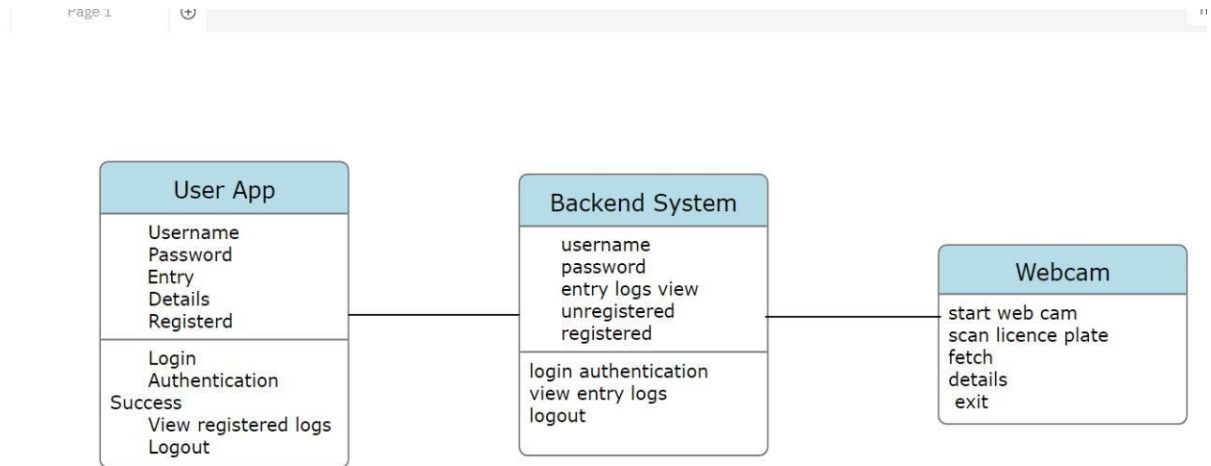 Page 1
User App
Username
Password
Entry
Details
Registerd
Login
Authentication
Success
View registered logs
Logout
Backend System
username
password
entry logs view
unregistered
registered
login authentication
view entry logs
logout
Webcam
start web cam
scan licence plate
fetch
details
exit